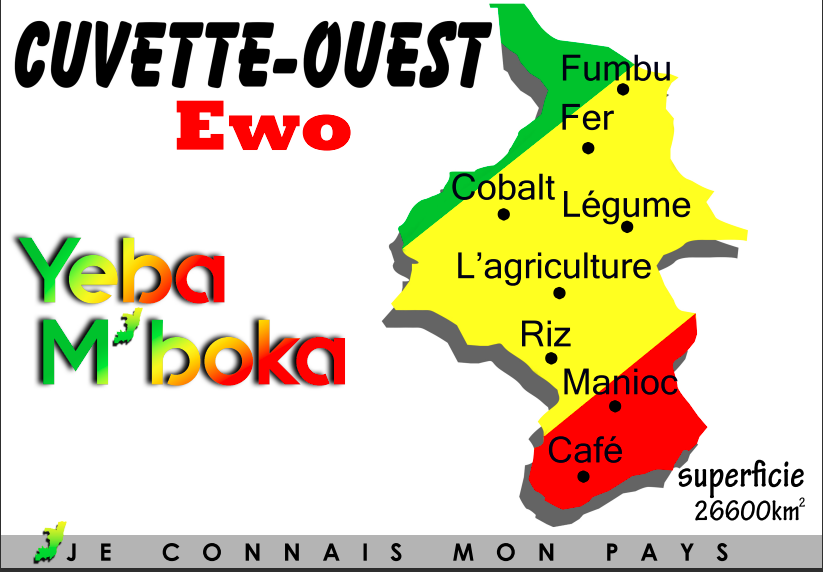 CUVETTE-OUEST
Ewo
Fumbu
Fer
Cobalt
Légume
Yeba
M'boka
L'agriculture
Riz
Manioc
Café
superficie
26600km²
JE CONNAIS MON PAYS